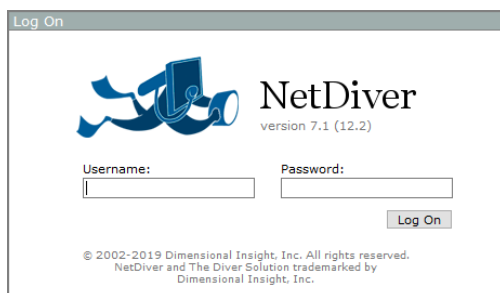 Log On
NetDiver
version 7.1 (12.2)
Username: Password:
Log On
© 2002-2019 Dimensional Insight, Inc. All rights reserved.
NetDiver and The Diver Solution trademarked by
Dimensional Insight, Inc.